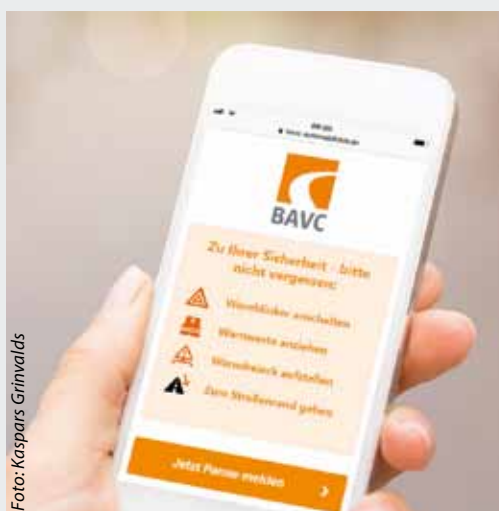 BAVC
Zu Ihrer Sicherheit - bitte
nicht vergessen:
Warnblinker einschalten
Warnweste anziehen
Warndreieck aufstellen
Zum Straßenrand gehen
Jetzt Panne melden
Foto: Kaspars Grinvalds